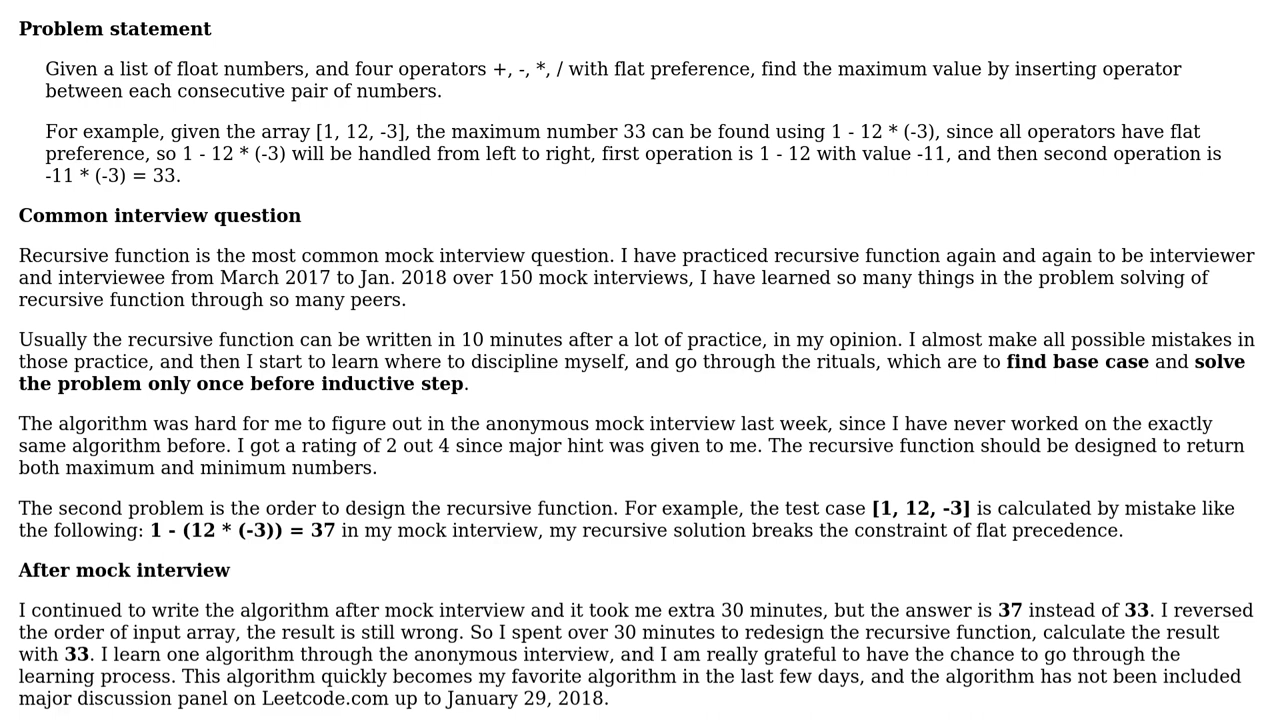 Problem statement
Given a list of float numbers, and four operators +, -, *, / with flat preference, find the maximum value by inserting operator
between each consecutive pair of numbers.
For example, given the array [1, 12, -3], the maximum number 33 can be found using 1 - 12 * (-3), since all operators have flat
preference, so 1 - 12 * (-3) will be handled from left to right, first operation is 1 - 12 with value -11, and then second operation is
-11 * (-3) = 33.
Common interview question
Recursive function is the most common mock interview question. I have practiced recursive function again and again to be interviewer
and interviewee from March 2017 to Jan. 2018 over 150 mock interviews, I have learned so many things in the problem solving of
recursive function through so many peers.
Usually the recursive function can be written in 10 minutes after a lot of practice, in my opinion. I almost make all possible mistakes in
those practice, and then I start to learn where to discipline myself, and go through the rituals, which are to find base case and solve
the problem only once before inductive step.
The algorithm was hard for me to figure out in the anonymous mock interview last week, since I have never worked on the exactly
same algorithm before. I got a rating of 2 out 4 since major hint was given to me. The recursive function should be designed to return
both maximum and minimum numbers.
The second problem is the order to design the recursive function. For example, the test case [1, 12, -3] is calculated by mistake like
the following: 1 - (12 * (-3)) = 37 in my mock interview, my recursive solution breaks the constraint of flat precedence.
After mock interview
I continued to write the algorithm after mock interview and it took me extra 30 minutes, but the answer is 37 instead of 33. I reversed
the order of input array, the result is still wrong. So I spent over 30 minutes to redesign the recursive function, calculate the result
with 33. I learn one algorithm through the anonymous interview, and I am really grateful to have the chance to go through the
learning process. This algorithm quickly becomes my favorite algorithm in the last few days, and the algorithm has not been included
major discussion panel on Leetcode.com up to January 29, 2018.